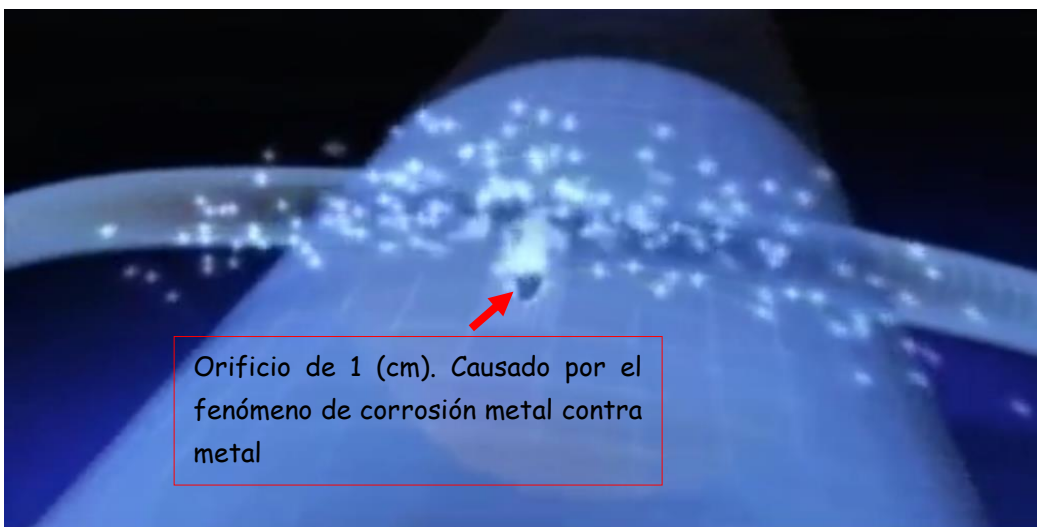 Orificio de 1 (cm). Causado por el
fenómeno de corrosión metal contra
metal